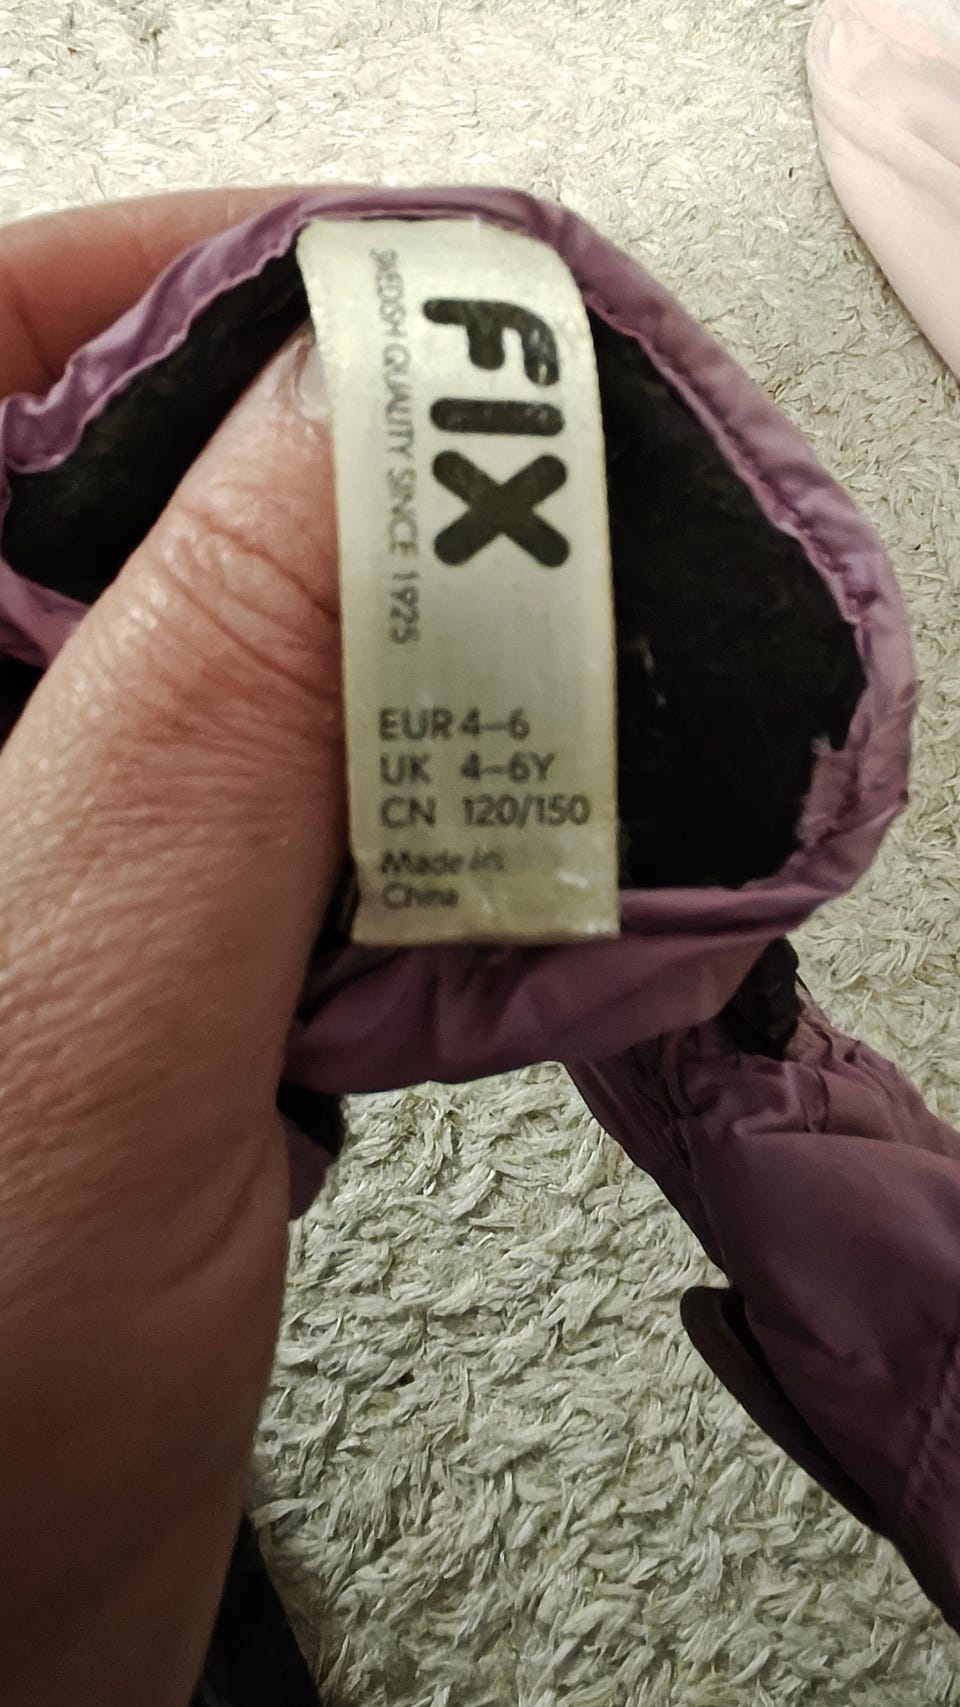 FIX
SWEDISH QUALITY SINCE 1925
EUR 4–6
UK 4–6Y
CN 120/150
Made in
China